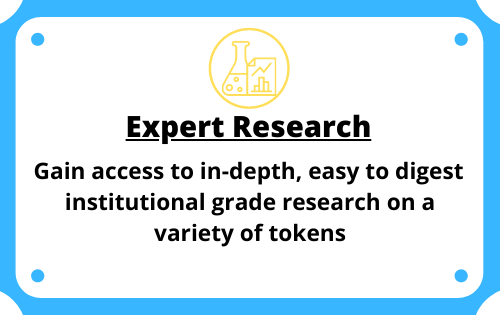 Expert Research
Gain access to in-depth, easy to digest
institutional grade research on a
variety of tokens